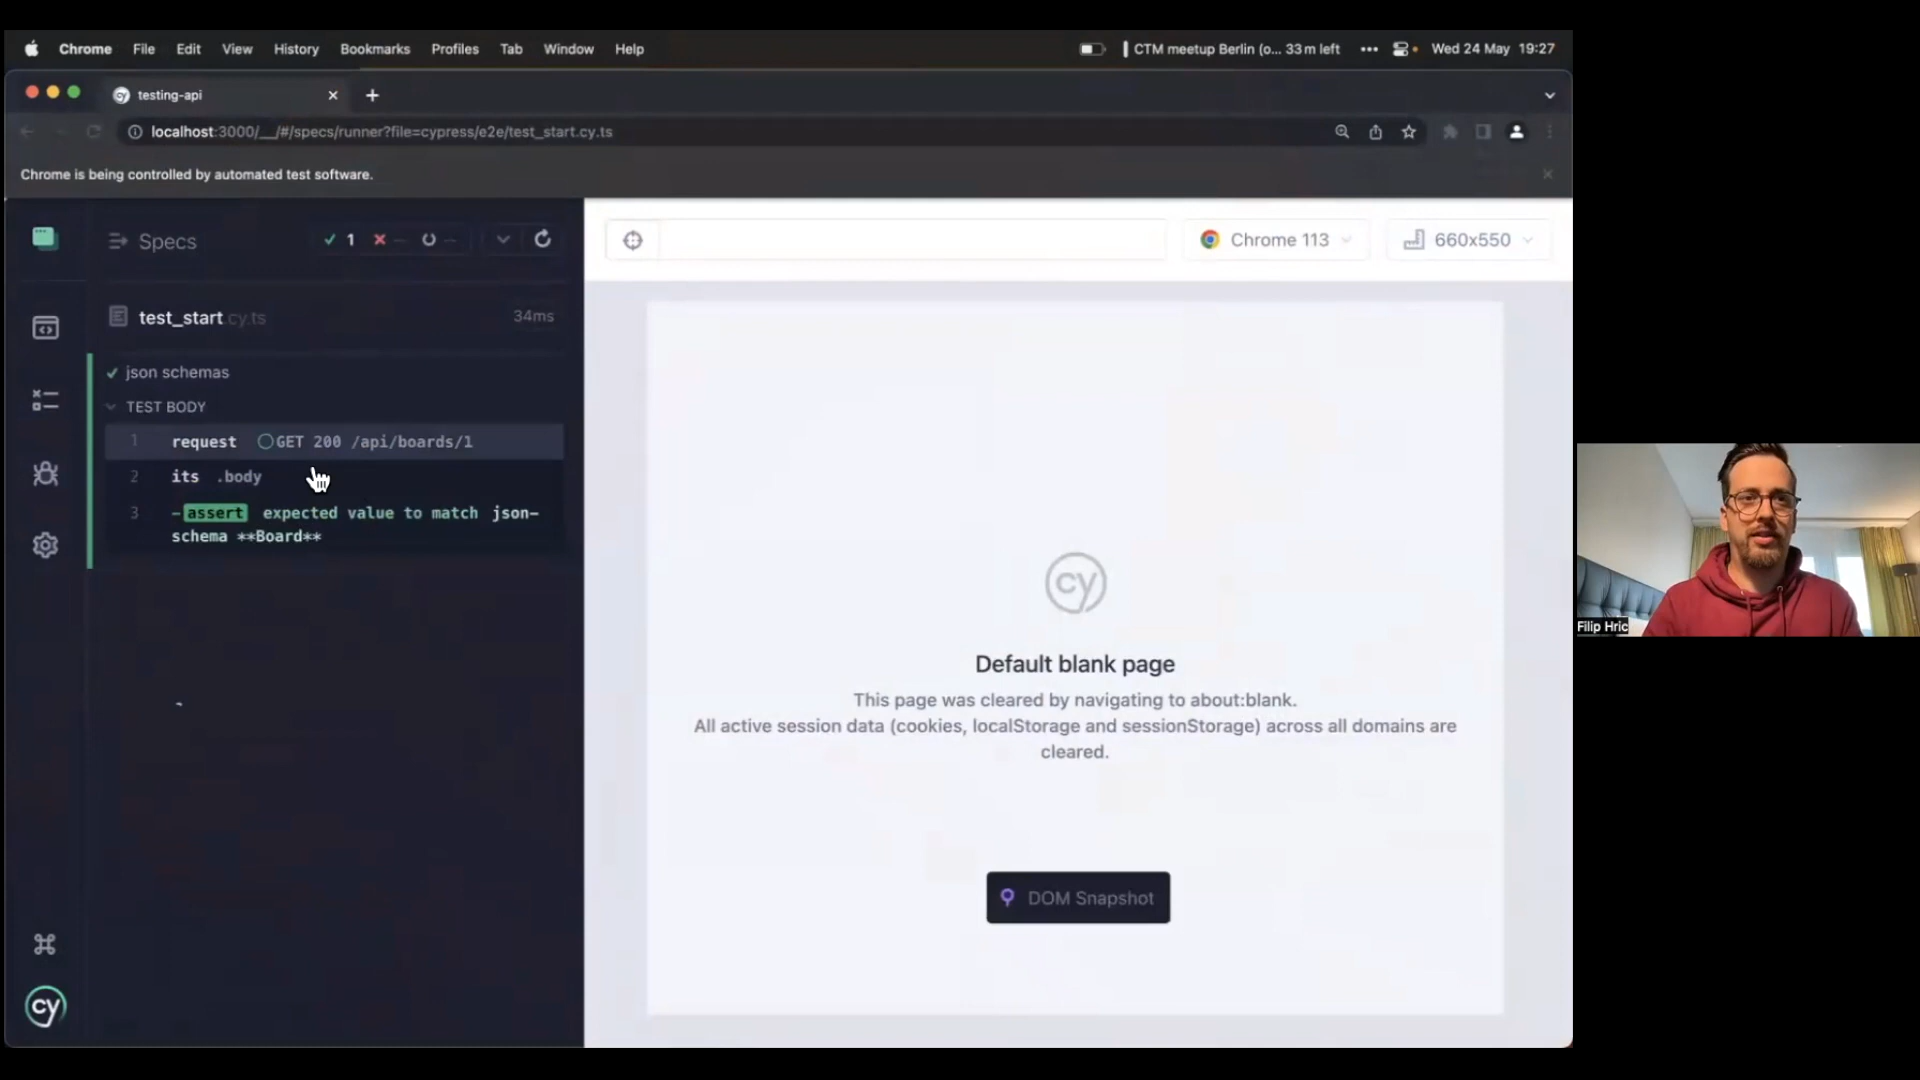 Chrome File Edit View History Bookmarks Profiles Tab Window Help CTM meetup Berlin (o... 33 m left ••• Wed 24 May 19:27
testing-api
localhost:3000/__/#/specs/runner?file=cypress/e2e/test_start.cy.ts
Chrome is being controlled by automated test software.
Specs 1 -- --
Chrome 113 660x550
test_start.cy.ts 34ms
json schemas
TEST BODY
1 request GET 200 /api/boards/1
2 its .body
3 -assert expected value to match json-
schema **Board**
cy
Default blank page
This page was cleared by navigating to about:blank.
All active session data (cookies, localStorage and sessionStorage) across all domains are
cleared.
DOM Snapshot
cy
Filip Hric